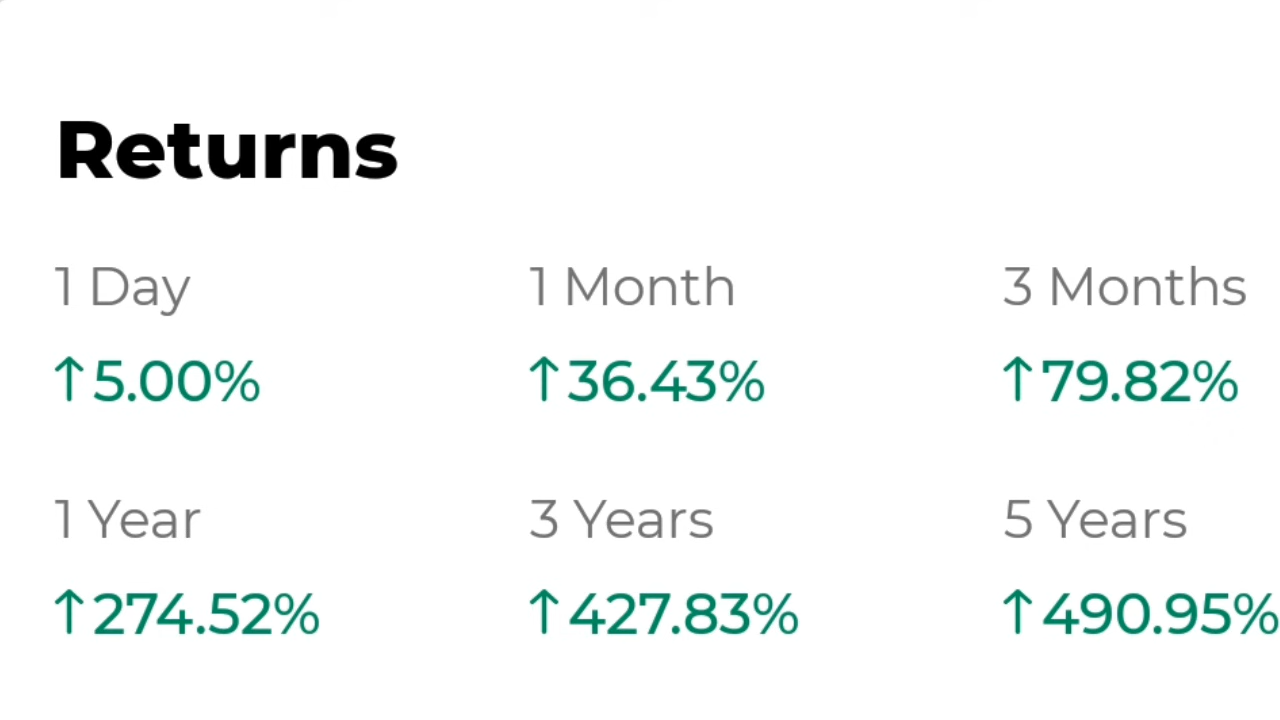 Returns
1 Day 1 Month 3 Months
↑5.00% ↑36.43% ↑79.82%
1 Year 3 Years 5 Years
↑274.52% ↑427.83% ↑490.95%